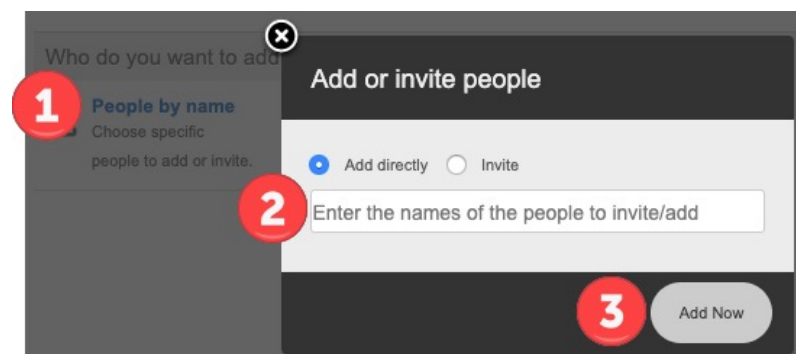 Who do you want to add
1
People by name
Choose specific
people to add or invite.
Add or invite people
Add directly
Invite
2
Enter the names of the people to invite/add
3
Add Now